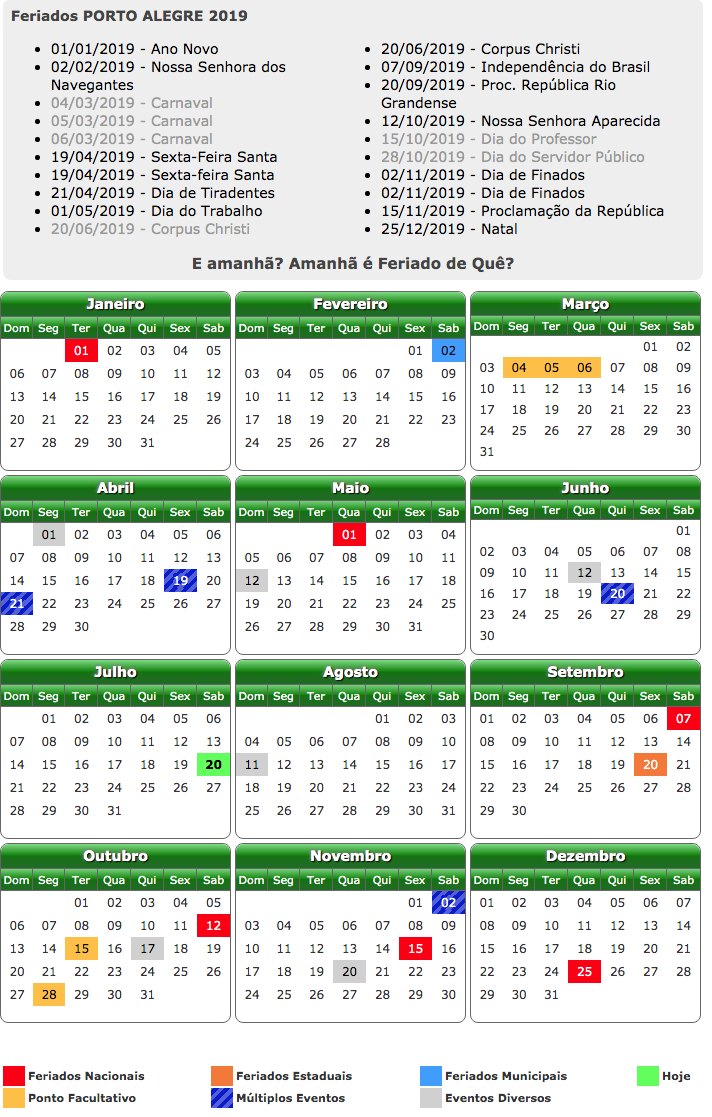 Feriados PORTO ALEGRE 2019
01/01/2019 - Ano Novo
02/02/2019 - Nossa Senhora dos
Navegantes
04/03/2019 - Carnaval
05/03/2019 - Carnaval
06/03/2019 - Carnaval
19/04/2019 - Sexta-Feira Santa
19/04/2019 - Sexta-feira Santa
21/04/2019 - Dia de Tiradentes
01/05/2019 - Dia do Trabalho
20/06/2019 - Corpus Christi
20/06/2019 - Corpus Christi
07/09/2019 - Independência do Brasil
20/09/2019 - Proc. República Rio
Grandense
12/10/2019 - Nossa Senhora Aparecida
15/10/2019 - Dia do Professor
28/10/2019 - Dia do Servidor Público
02/11/2019 - Dia de Finados
02/11/2019 - Dia de Finados
15/11/2019 - Proclamação da República
25/12/2019 - Natal
E amanhã? Amanhã é Feriado de Quê?
Janeiro
Dom Seg Ter Qua Qui Sex Sab
01 02 03 04 05
06 07 08 09 10 11 12
13 14 15 16 17 18 19
20 21 22 23 24 25 26
27 28 29 30 31
Fevereiro
Dom Seg Ter Qua Qui Sex Sab
01 02
03 04 05 06 07 08 09
10 11 12 13 14 15 16
17 18 19 20 21 22 23
24 25 26 27 28
Março
Dom Seg Ter Qua Qui Sex Sab
01 02
03 04 05 06 07 08 09
10 11 12 13 14 15 16
17 18 19 20 21 22 23
24 25 26 27 28 29 30
31
Abril
Dom Seg Ter Qua Qui Sex Sab
01 02 03 04 05 06
07 08 09 10 11 12 13
14 15 16 17 18 19 20
21 22 23 24 25 26 27
28 29 30
Maio
Dom Seg Ter Qua Qui Sex Sab
01 02 03 04
05 06 07 08 09 10 11
12 13 14 15 16 17 18
19 20 21 22 23 24 25
26 27 28 29 30 31
Junho
Dom Seg Ter Qua Qui Sex Sab
01
02 03 04 05 06 07 08
09 10 11 12 13 14 15
16 17 18 19 20 21 22
23 24 25 26 27 28 29
30
Julho
Dom Seg Ter Qua Qui Sex Sab
01 02 03 04 05 06
07 08 09 10 11 12 13
14 15 16 17 18 19 20
21 22 23 24 25 26 27
28 29 30 31
Agosto
Dom Seg Ter Qua Qui Sex Sab
01 02 03
04 05 06 07 08 09 10
11 12 13 14 15 16 17
18 19 20 21 22 23 24
25 26 27 28 29 30 31
Setembro
Dom Seg Ter Qua Qui Sex Sab
01 02 03 04 05 06 07
08 09 10 11 12 13 14
15 16 17 18 19 20 21
22 23 24 25 26 27 28
29 30
Outubro
Dom Seg Ter Qua Qui Sex Sab
01 02 03 04 05
06 07 08 09 10 11 12
13 14 15 16 17 18 19
20 21 22 23 24 25 26
27 28 29 30 31
Novembro
Dom Seg Ter Qua Qui Sex Sab
01 02
03 04 05 06 07 08 09
10 11 12 13 14 15 16
17 18 19 20 21 22 23
24 25 26 27 28 29 30
Dezembro
Dom Seg Ter Qua Qui Sex Sab
01 02 03 04 05 06 07
08 09 10 11 12 13 14
15 16 17 18 19 20 21
22 23 24 25 26 27 28
29 30 31
Feriados Nacionais
Feriados Estaduais
Feriados Municipais
Hoje
Ponto Facultativo
Múltiplos Eventos
Eventos Diversos